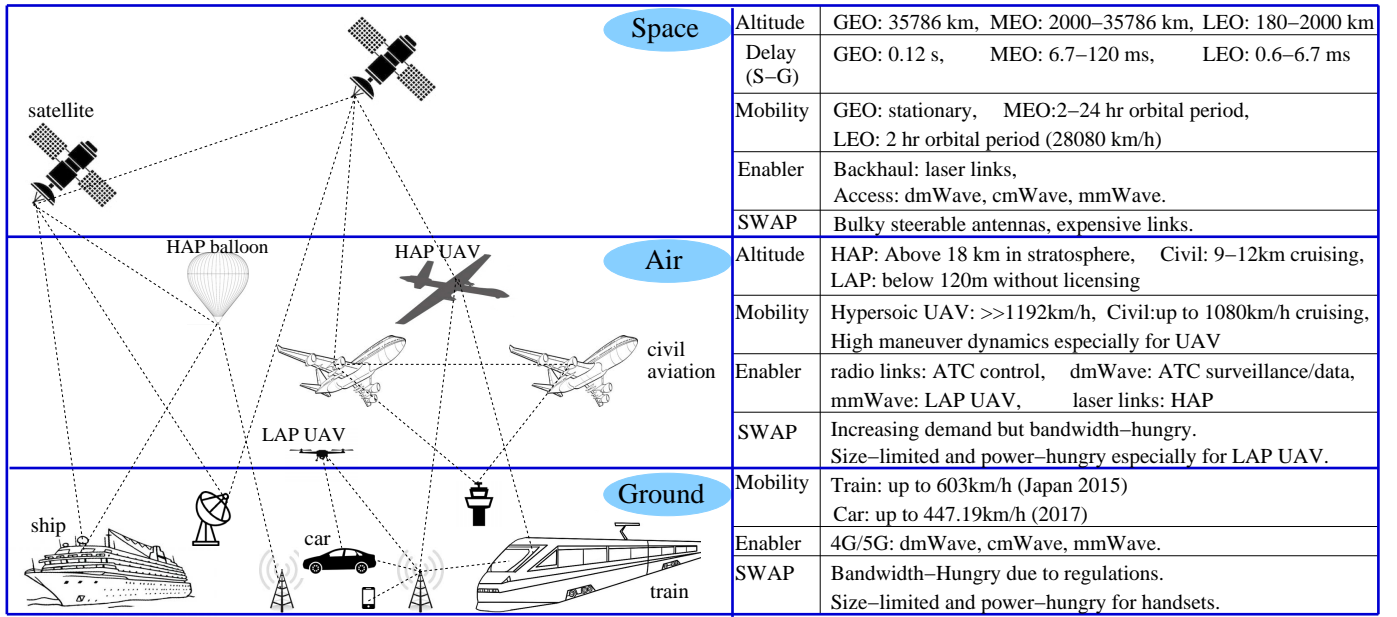 Space
satellite
Altitude GEO: 35786 km, MEO: 2000−35786 km, LEO: 180−2000 km
Delay (S−G) GEO: 0.12 s, MEO: 6.7−120 ms, LEO: 0.6−6.7 ms
Mobility GEO: stationary, MEO:2−24 hr orbital period,
LEO: 2 hr orbital period (28080 km/h)
Enabler Backhaul: laser links,
Access: dmWave, cmWave, mmWave.
SWAP Bulky steerable antennas, expensive links.
Air
HAP balloon
HAP UAV
civil
aviation
LAP UAV
Altitude HAP: Above 18 km in stratosphere, Civil: 9−12km cruising,
LAP: below 120m without licensing
Mobility Hypersoic UAV: >>1192km/h, Civil:up to 1080km/h cruising,
High maneuver dynamics especially for UAV
Enabler radio links: ATC control, dmWave: ATC surveillance/data,
mmWave: LAP UAV, laser links: HAP
SWAP Increasing demand but bandwidth−hungry.
Size−limited and power−hungry especially for LAP UAV.
Ground
ship
car
train
Mobility Train: up to 603km/h (Japan 2015)
Car: up to 447.19km/h (2017)
Enabler 4G/5G: dmWave, cmWave, mmWave.
SWAP Bandwidth−Hungry due to regulations.
Size−limited and power−hungry for handsets.